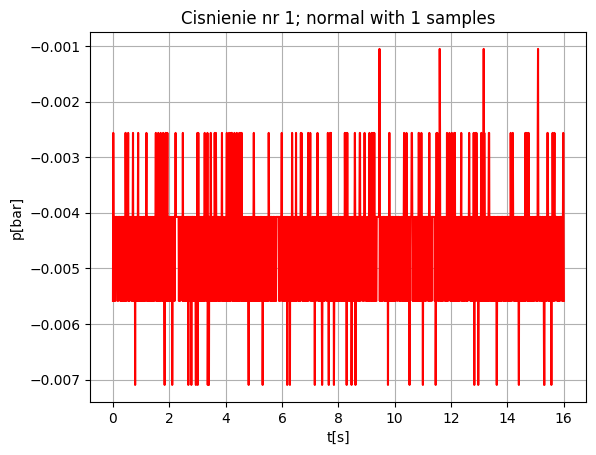 Cisnienie nr 1; normal with 1 samples
−0.001
−0.002
−0.003
−0.004
−0.005
−0.006
−0.007
p[bar]
0 2 4 6 8 10 12 14 16
t[s]